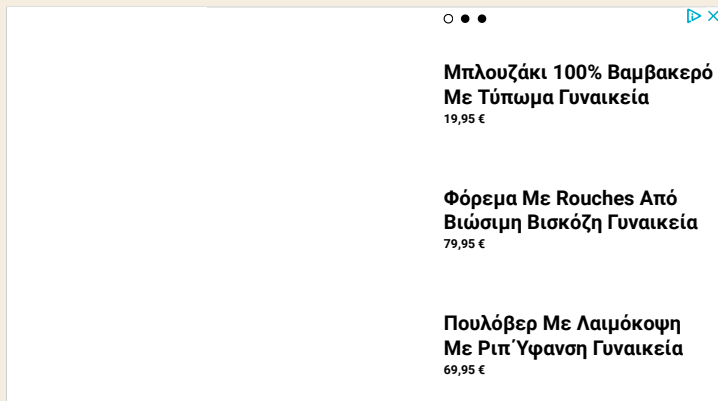 Μπλουζάκι 100% Βαμβακερό
Με Τύπωμα Γυναικεία
19,95 €
Φόρεμα Με Rouches Από
Βιώσιμη Βισκόζη Γυναικεία
79,95 €
Πουλόβερ Με Λαιμόκοψη
Με Ριπ Ύφανση Γυναικεία
69,95 €